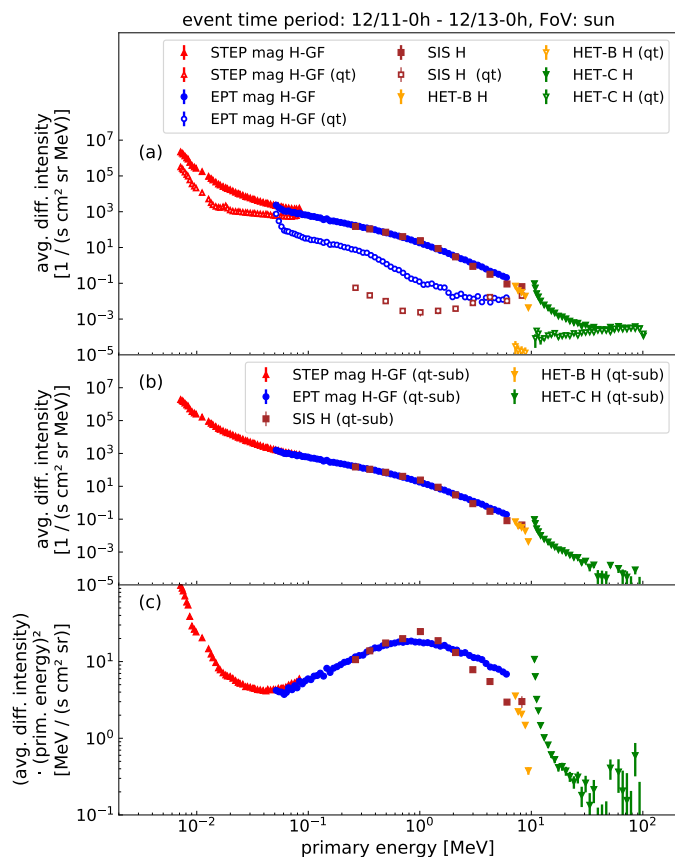 event time period: 12/11-0h - 12/13-0h, FoV: sun
STEP mag H-GF
STEP mag H-GF (qt)
EPT mag H-GF
EPT mag H-GF (qt)
SIS H
SIS H (qt)
HET-B H
HET-B H (qt)
HET-C H
HET-C H (qt)
(a)
avg. diff. intensity
[1 / (s cm² sr MeV)]
10⁷
10⁵
10³
10¹
10⁻¹
10⁻³
10⁻⁵
STEP mag H-GF (qt-sub)
EPT mag H-GF (qt-sub)
SIS H (qt-sub)
HET-B H (qt-sub)
HET-C H (qt-sub)
(b)
avg. diff. intensity
[1 / (s cm² sr MeV)]
10⁷
10⁵
10³
10¹
10⁻¹
10⁻³
10⁻⁵
(c)
(avg. diff. intensity)
· (prim. energy)²
[MeV / (s cm² sr)]
10¹
10⁰
10⁻¹
10⁻² 10⁻¹ 10⁰ 10¹ 10²
primary energy [MeV]